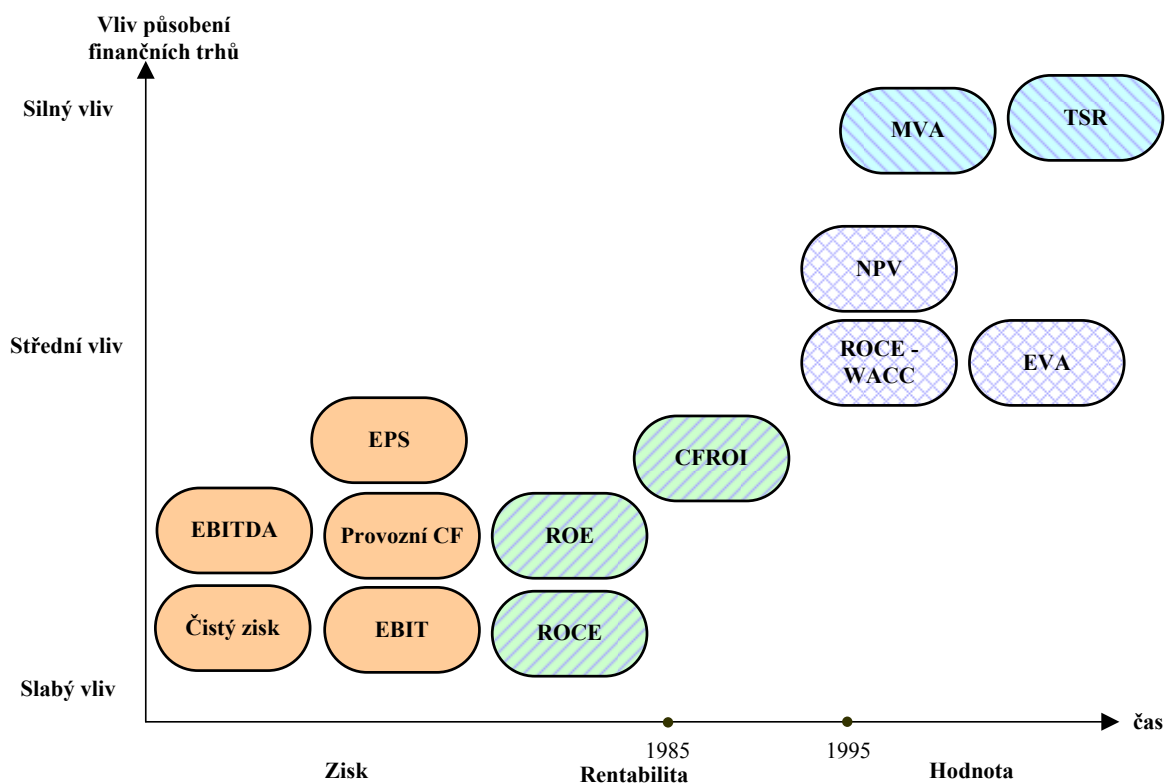 Vliv působení
finančních trhů
Silný vliv
MVA
TSR
NPV
Střední vliv
ROCE -
WACC
EVA
EPS
CFROI
EBITDA
Provozní CF
ROE
Čistý zisk
EBIT
ROCE
Slabý vliv
čas
1985
1995
Zisk
Rentabilita
Hodnota